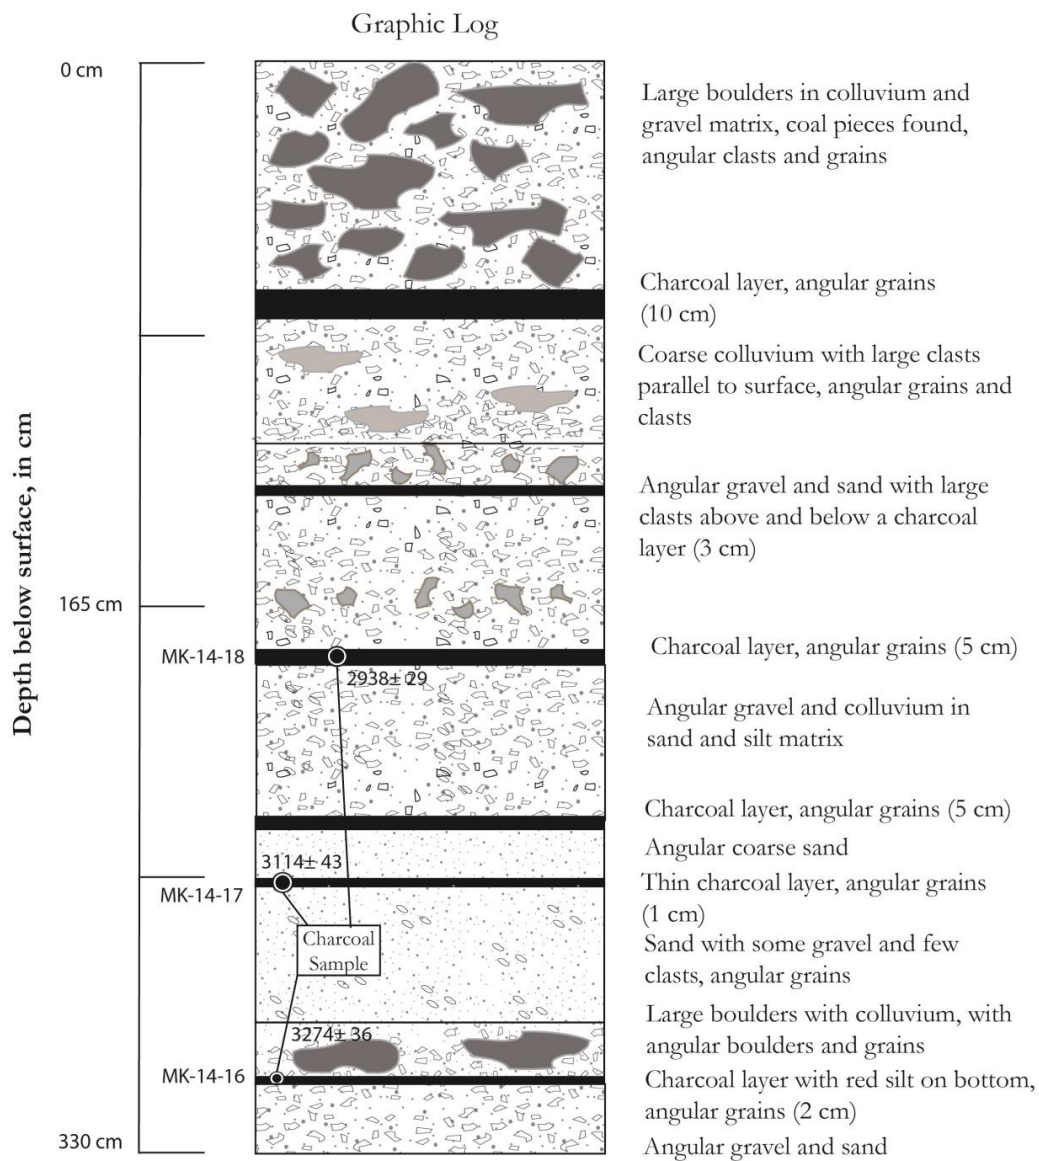 Graphic Log
0 cm
Large boulders in colluvium and
gravel matrix, coal pieces found,
angular clasts and grains
Charcoal layer, angular grains
(10 cm)
Coarse colluvium with large clasts
parallel to surface, angular grains and
clasts
Angular gravel and sand with large
clasts above and below a charcoal
layer (3 cm)
Depth below surface, in cm
165 cm
MK-14-18
Charcoal layer, angular grains (5 cm)
2938± 29
Angular gravel and colluvium in
sand and silt matrix
Charcoal layer, angular grains (5 cm)
Angular coarse sand
3114± 43
MK-14-17
Thin charcoal layer, angular grains
(1 cm)
Charcoal
Sample
Sand with some gravel and few
clasts, angular grains
Large boulders with colluvium, with
angular boulders and grains
3274± 36
MK-14-16
Charcoal layer with red silt on bottom,
angular grains (2 cm)
330 cm
Angular gravel and sand